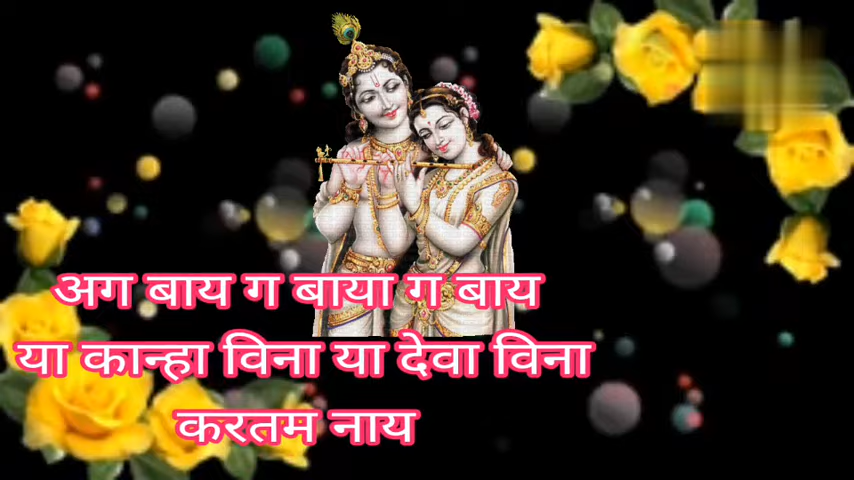 अग बाय ग बाया ग बाय
या कान्हा विना या देवा विना
करतम नाय